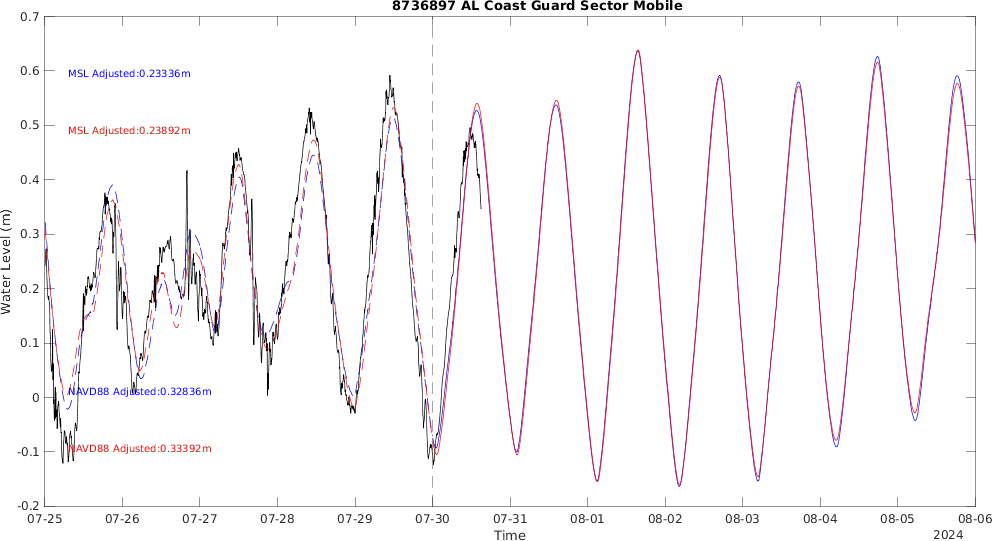 8736897 AL Coast Guard Sector Mobile
0.7
0.6
0.5
0.4
0.3
0.2
0.1
0
-0.1
-0.2
Water Level (m)
MSL Adjusted:0.23336m
MSL Adjusted:0.23892m
NAVD88 Adjusted:0.32836m
NAVD88 Adjusted:0.33392m
07-25 07-26 07-27 07-28 07-29 07-30 07-31 08-01 08-02 08-03 08-04 08-05 08-06
Time
2024